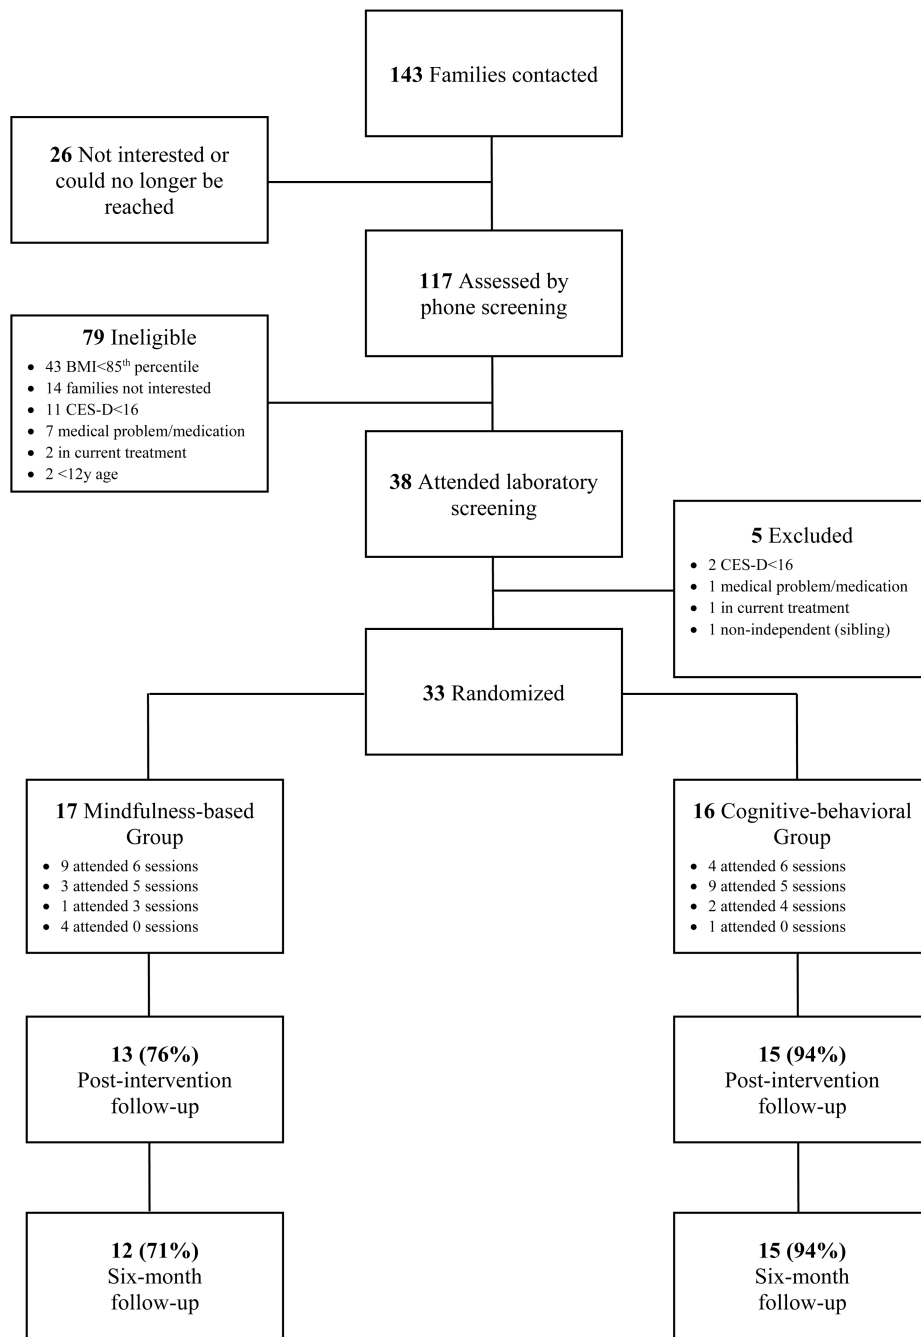 143 Families contacted
26 Not interested or
could no longer be
reached
117 Assessed by
phone screening
79 Ineligible
• 43 BMI<85th percentile
• 14 families not interested
• 11 CES-D<16
• 7 medical problem/medication
• 2 in current treatment
• 2 <12y age
38 Attended laboratory
screening
5 Excluded
• 2 CES-D<16
• 1 medical problem/medication
• 1 in current treatment
• 1 non-independent (sibling)
33 Randomized
17 Mindfulness-based
Group
• 9 attended 6 sessions
• 3 attended 5 sessions
• 1 attended 3 sessions
• 4 attended 0 sessions
16 Cognitive-behavioral
Group
• 4 attended 6 sessions
• 9 attended 5 sessions
• 2 attended 4 sessions
• 1 attended 0 sessions
13 (76%)
Post-intervention
follow-up
15 (94%)
Post-intervention
follow-up
12 (71%)
Six-month
follow-up
15 (94%)
Six-month
follow-up